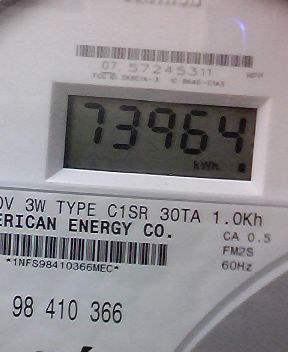 07 57245311
73964
kWh
0V 3W TYPE C1SR 30TA 1.0Kh
ERICAN ENERGY CO.
CA 0.5
FM2S
60Hz
*1NFS98410366MEC*
98 410 366